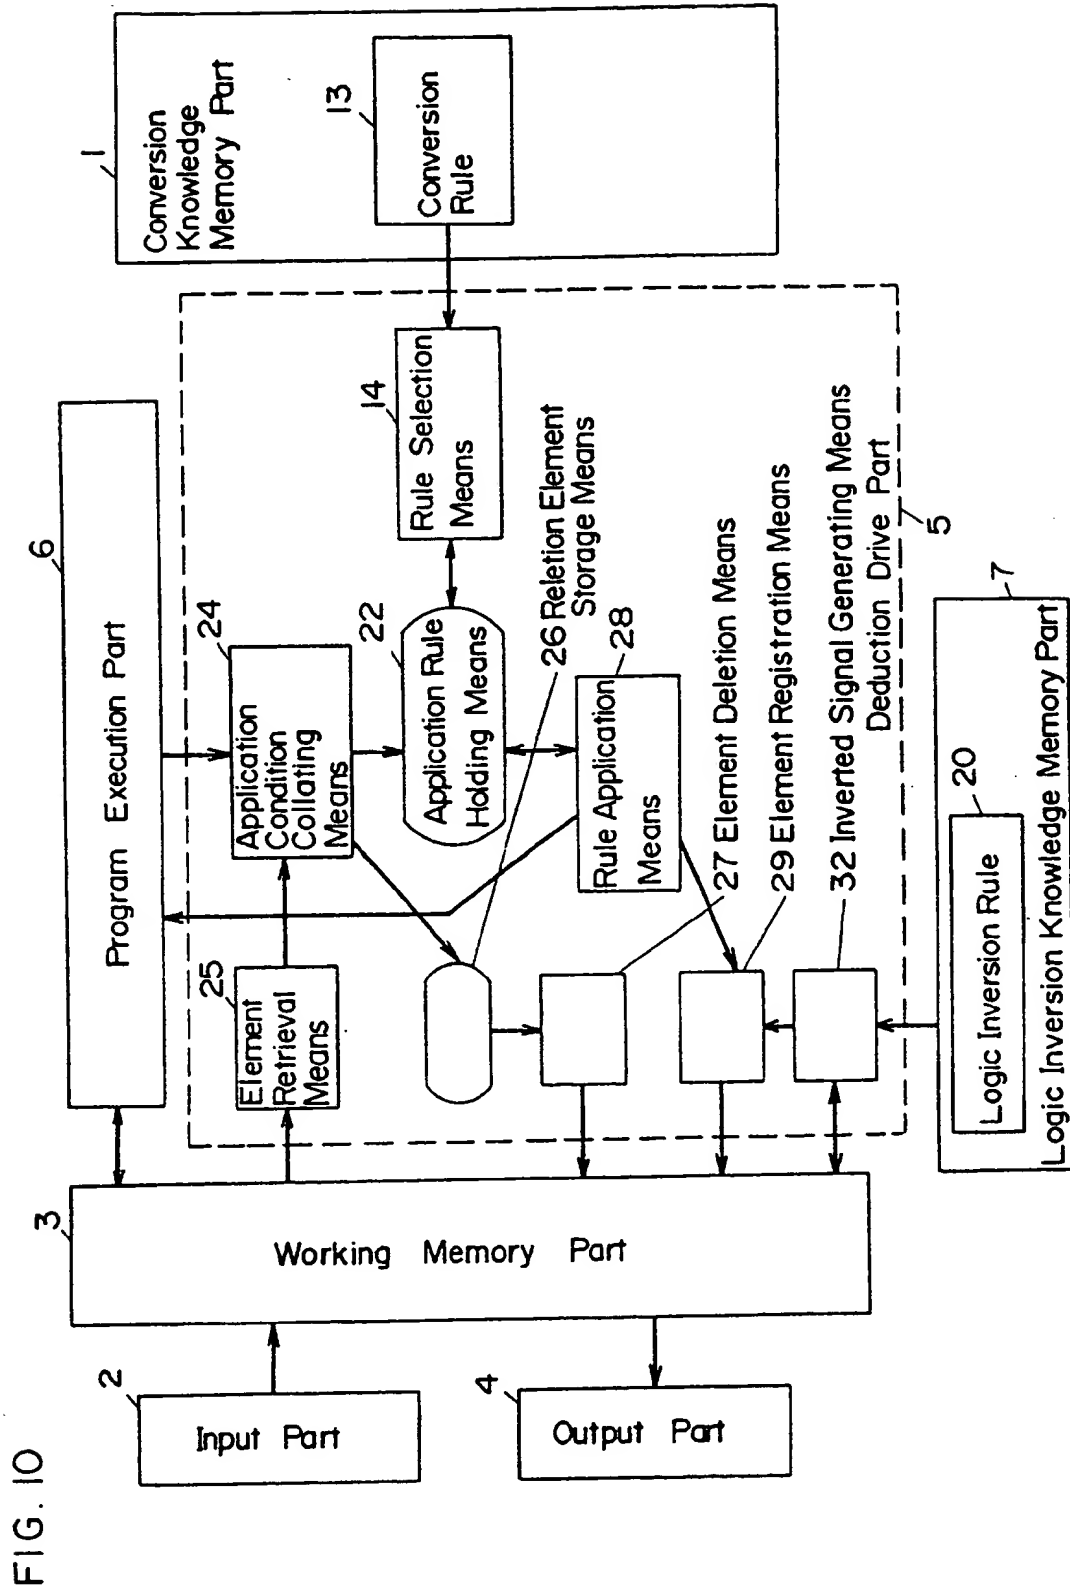 FIG. 10
2
Input Part
4
Output Part
3
Working Memory Part
6
Program Execution Part
25
Element
Retrieval
Means
24
Application
Condition
Collating
Means
22
Application Rule
Holding Means
14
Rule Selection
Means
1
Conversion
Knowledge
Memory Part
13
Conversion
Rule
26 Reletion Element
Storage Means
28
Rule Application
Means
27 Element Deletion Means
29 Element Registration Means
32 Inverted Signal Generating Means
Deduction Drive Part
5
7
20
Logic Inversion Rule
Logic Inversion Knowledge Memory Part